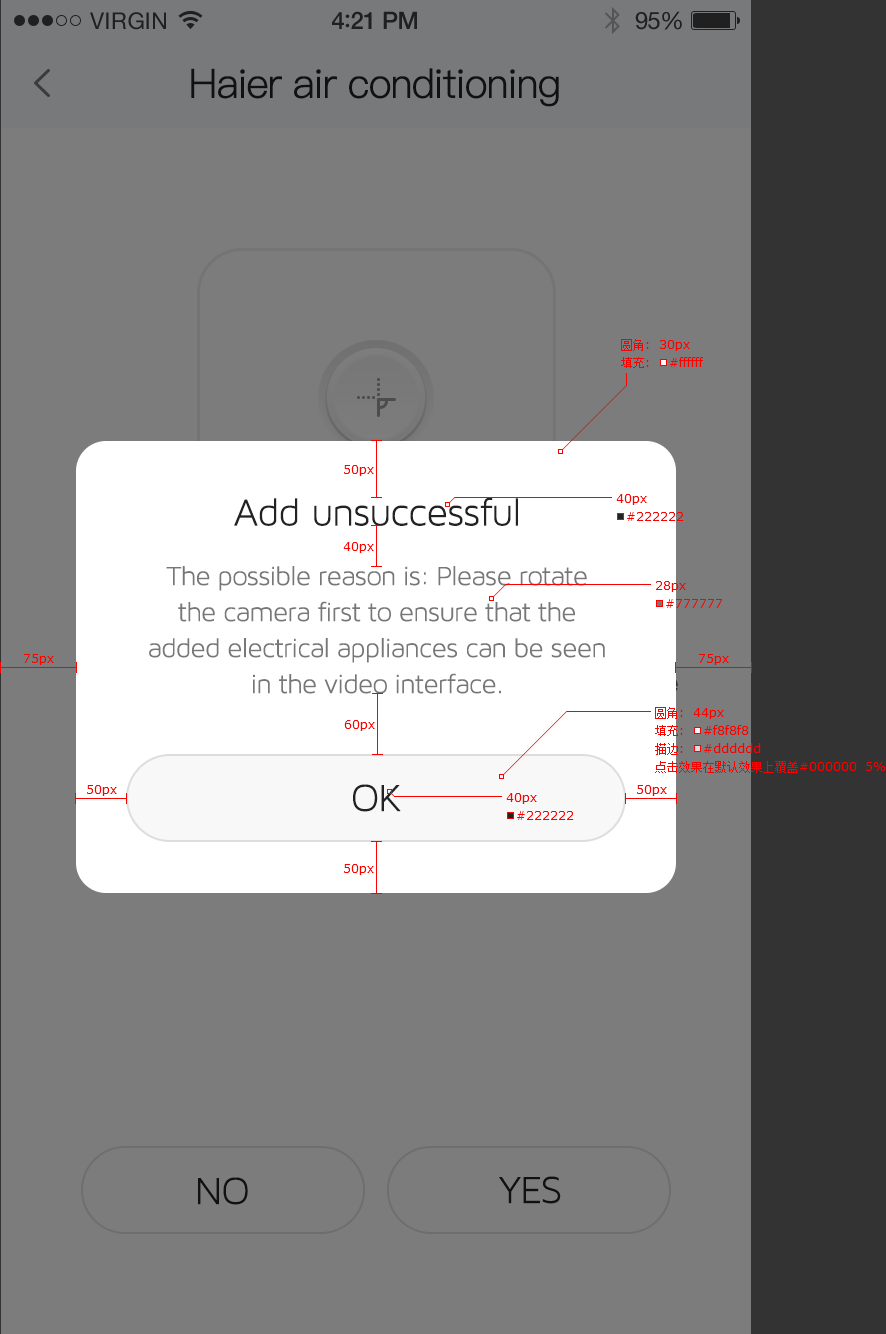 VIRGIN 4:21 PM 95%
Haier air conditioning
圆角: 30px
填充: #ffffff
50px
Add unsuccessful
40px
#222222
40px
The possible reason is: Please rotate
the camera first to ensure that the
added electrical appliances can be seen
in the video interface.
28px
#777777
75px
75px
60px
圆角: 44px
填充: #f8f8f8
描边: #dddddd
点击效果在默认效果上覆盖#000000 5%
50px
OK
40px
#222222
50px
50px
NO
YES